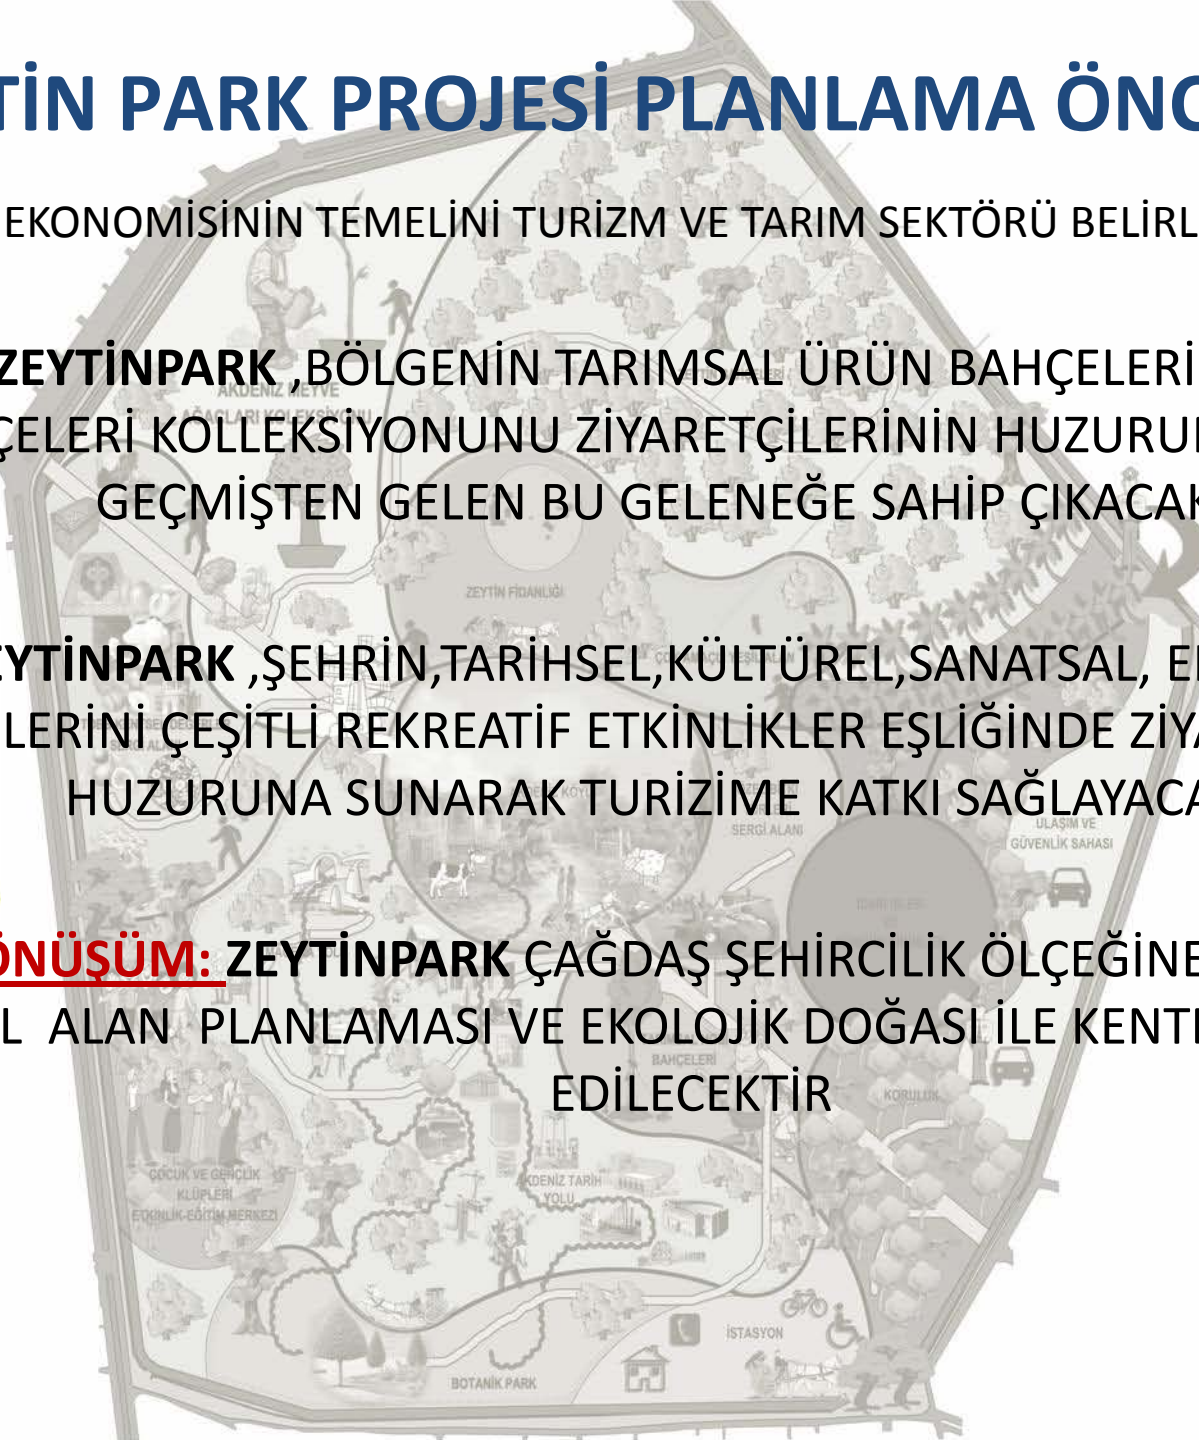 TİN PARK PROJESİ PLANLAMA ÖNC
EKONOMİSİNİN TEMELİNİ TURİZM VE TARIM SEKTÖRÜ BELİRL
ZEYTİNPARK ,BÖLGENİN TARIMSAL ÜRÜN BAHÇELERİ
ÇELERİ KOLLEKSİYONUNU ZİYARETÇİLERİNİN HUZURU
GEÇMİŞTEN GELEN BU GELENEĞE SAHİP ÇIKACAK
AKDENİZ MEYVE
AĞAÇLARI KOLEKSİYONU
ZEYTİN FİDANLIĞI
EYTİNPARK ,ŞEHRİN,TARİHSEL,KÜLTÜREL,SANATSAL, E
LERİNİ ÇEŞİTLİ REKREATİF ETKİNLİKLER EŞLİĞİNDE ZİYA
HUZURUNA SUNARAK TURİZİME KATKI SAĞLAYACA
SERGİ ALANI
ULAŞIM VE
GÜVENLİK SAHASI
ÖNÜŞÜM: ZEYTİNPARK ÇAĞDAŞ ŞEHİRCİLİK ÖLÇEĞİNE
L ALAN PLANLAMASI VE EKOLOJİK DOĞASI İLE KENTE
EDİLECEKTİR
BAHÇELERİ
KORULUK
ÇOCUK VE GENÇLİK
KLÜPLERİ
ETKİNLİK-EĞİTİM MERKEZİ
AKDENİZ TARİH
YOLU
İSTASYON
BOTANİK PARK